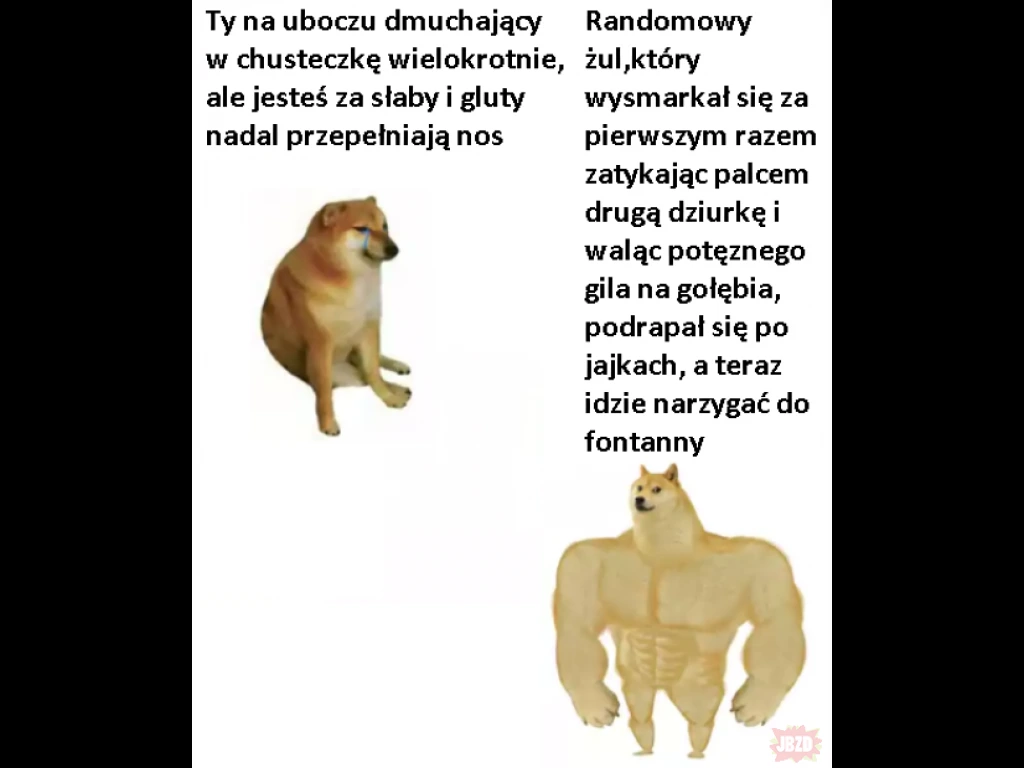 Ty na uboczu dmuchający
w chusteczkę wielokrotnie,
ale jesteś za słaby i gluty
nadal przepełniają nos
Randomowy
żul,który
wysmarkał się za
pierwszym razem
zatykając palcem
drugą dziurkę i
waląc potęznego
gila na gołębia,
podrapał się po
jajkach, a teraz
idzie narzygać do
fontanny
JBZD